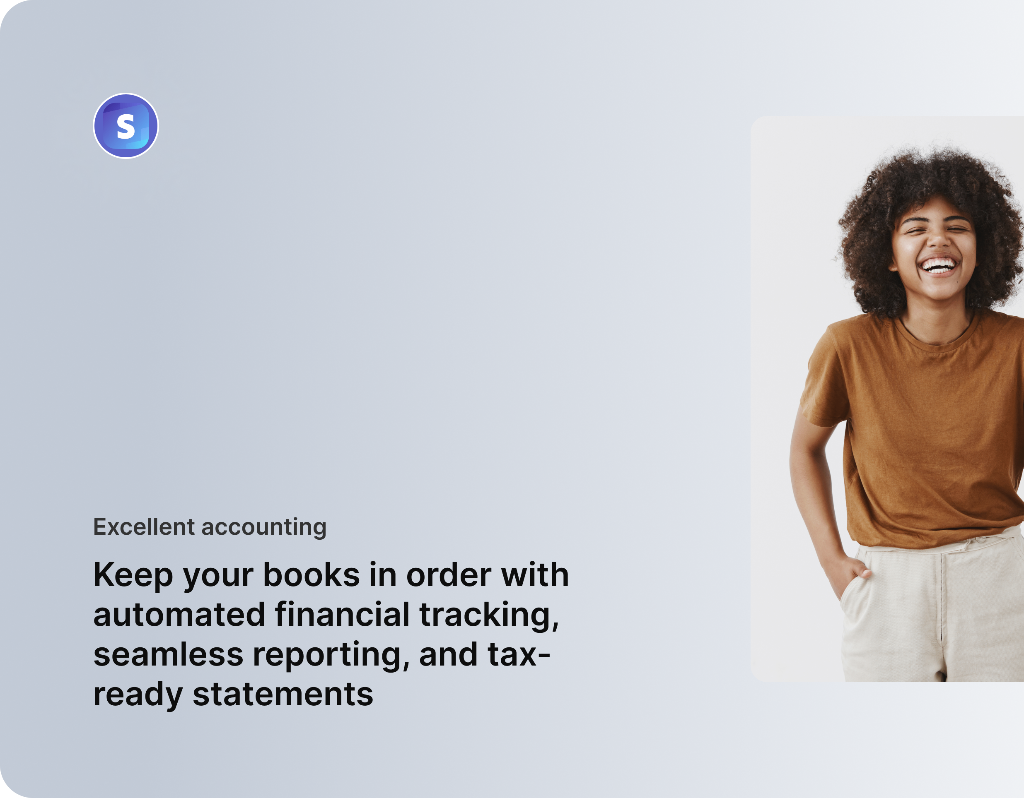 S
Excellent accounting
Keep your books in order with
automated financial tracking,
seamless reporting, and tax-
ready statements